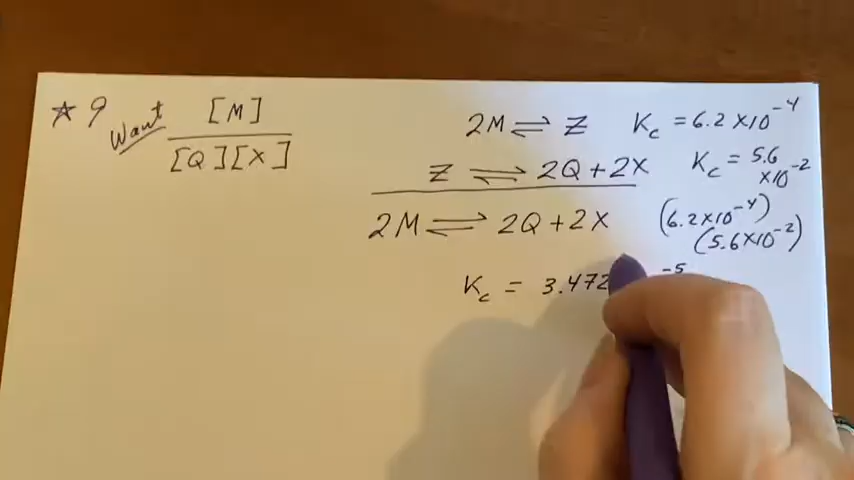 ☆ 9 Want [M] / [Q][X]
2M ⇌ Z Kc = 6.2 x10^-4
Z ⇌ 2Q + 2X Kc = 5.6 x10^-2
2M ⇌ 2Q + 2X (6.2x10^-4)
(5.6x10^-2)
Kc = 3.472 -5